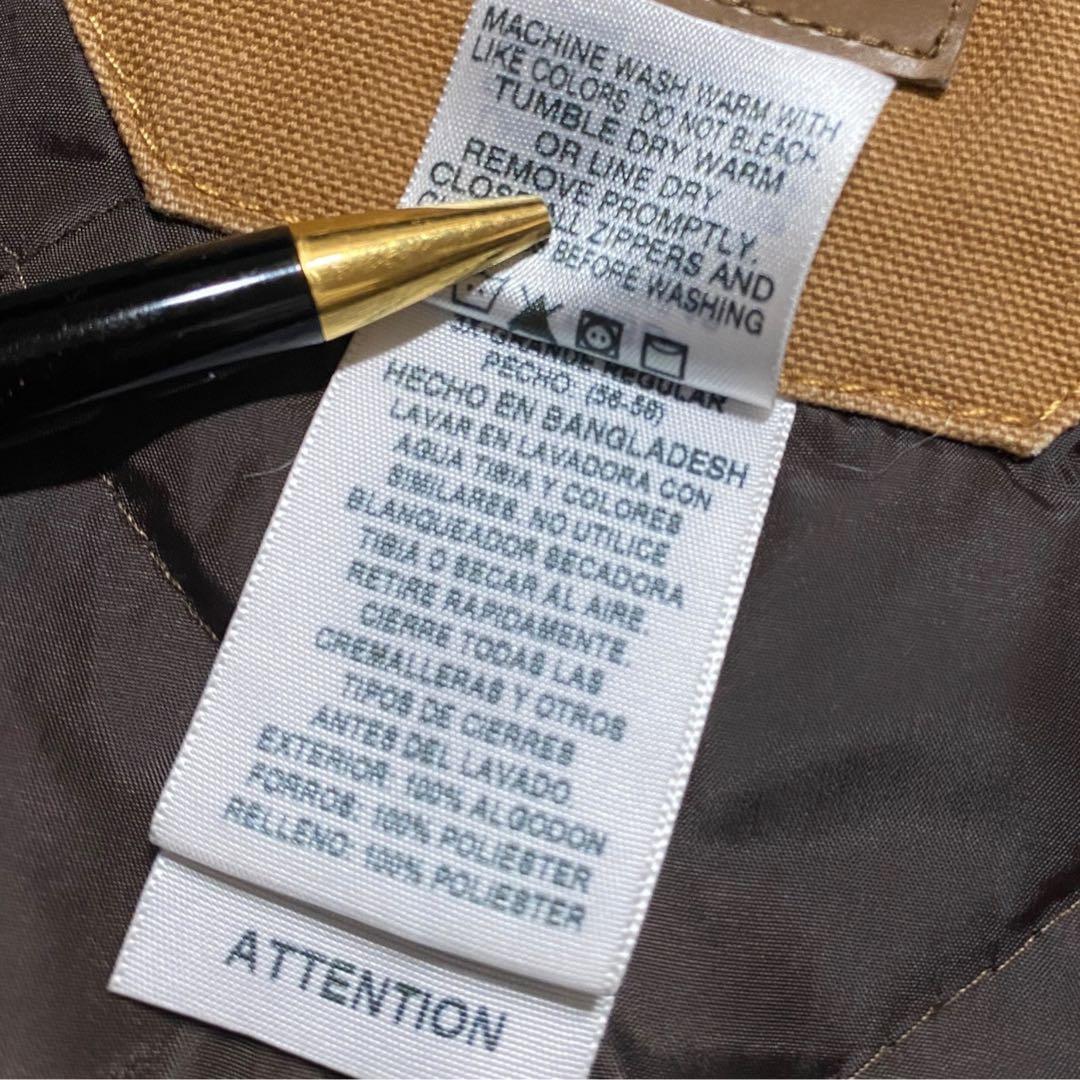 MACHINE WASH WARM WITH
LIKE COLORS. DO NOT BLEACH
TUMBLE DRY WARM
OR LINE DRY
REMOVE PROMPTLY.
ZIPPERS AND
BEFORE WASHING
GRANDE REGULAR
PECHO: (56-58)
HECHO EN BANGLADESH
LAVAR EN LAVADORA CON
AGUA TIBIA Y COLORES
SIMILARES. NO UTILICE
BLANQUEADOR SECADORA
TIBIA O SECAR AL AIRE.
RETIRE RAPIDAMENTE.
CIERRE TODAS LAS
CREMALLERAS Y OTROS
TIPOS DE CIERRES
ANTES DEL LAVADO
EXTERIOR: 100% ALGODON
FORROS: 100% POLIESTER
RELLENO: 100% POLIESTER
ATTENTION